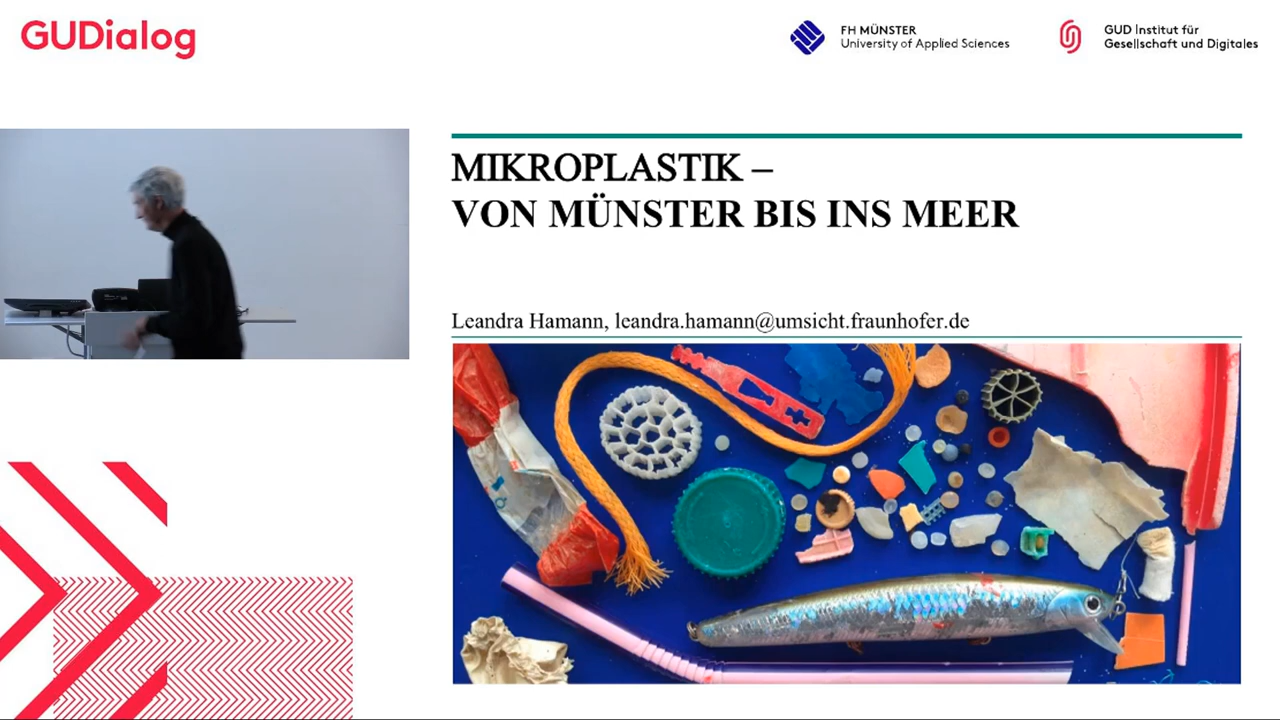 GUDialog
FH MÜNSTER
University of Applied Sciences
GUD Institut für
Gesellschaft und Digitales
MIKROPLASTIK –
VON MÜNSTER BIS INS MEER
Leandra Hamann, leandra.hamann@umsicht.fraunhofer.de